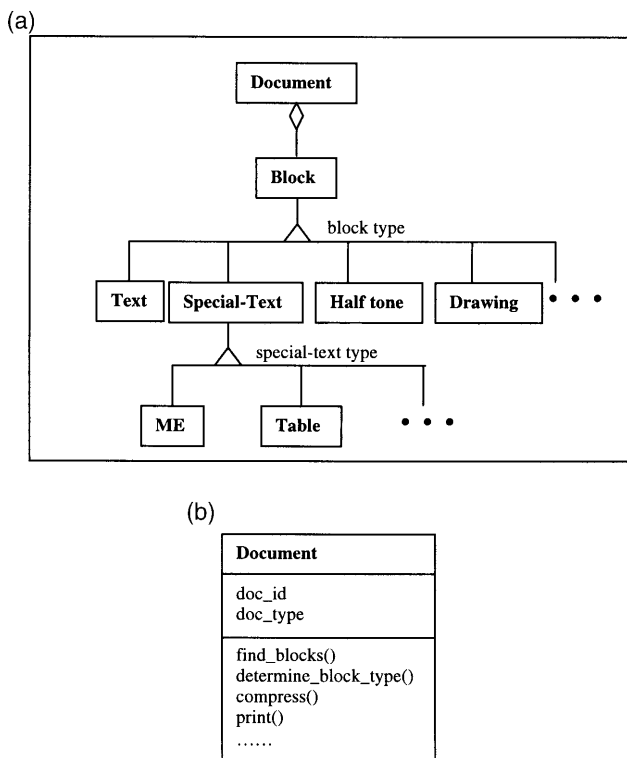 (a)
Document
Block
block type
Text Special-Text Half tone Drawing • • •
special-text type
ME Table • • •
(b)
Document
doc_id
doc_type
find_blocks()
determine_block_type()
compress()
print()
......